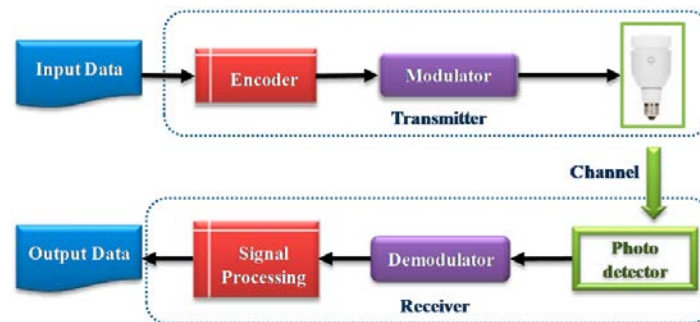 Input Data
Encoder
Modulator
Transmitter
Channel
Output Data
Signal
Processing
Demodulator
Photo
detector
Receiver